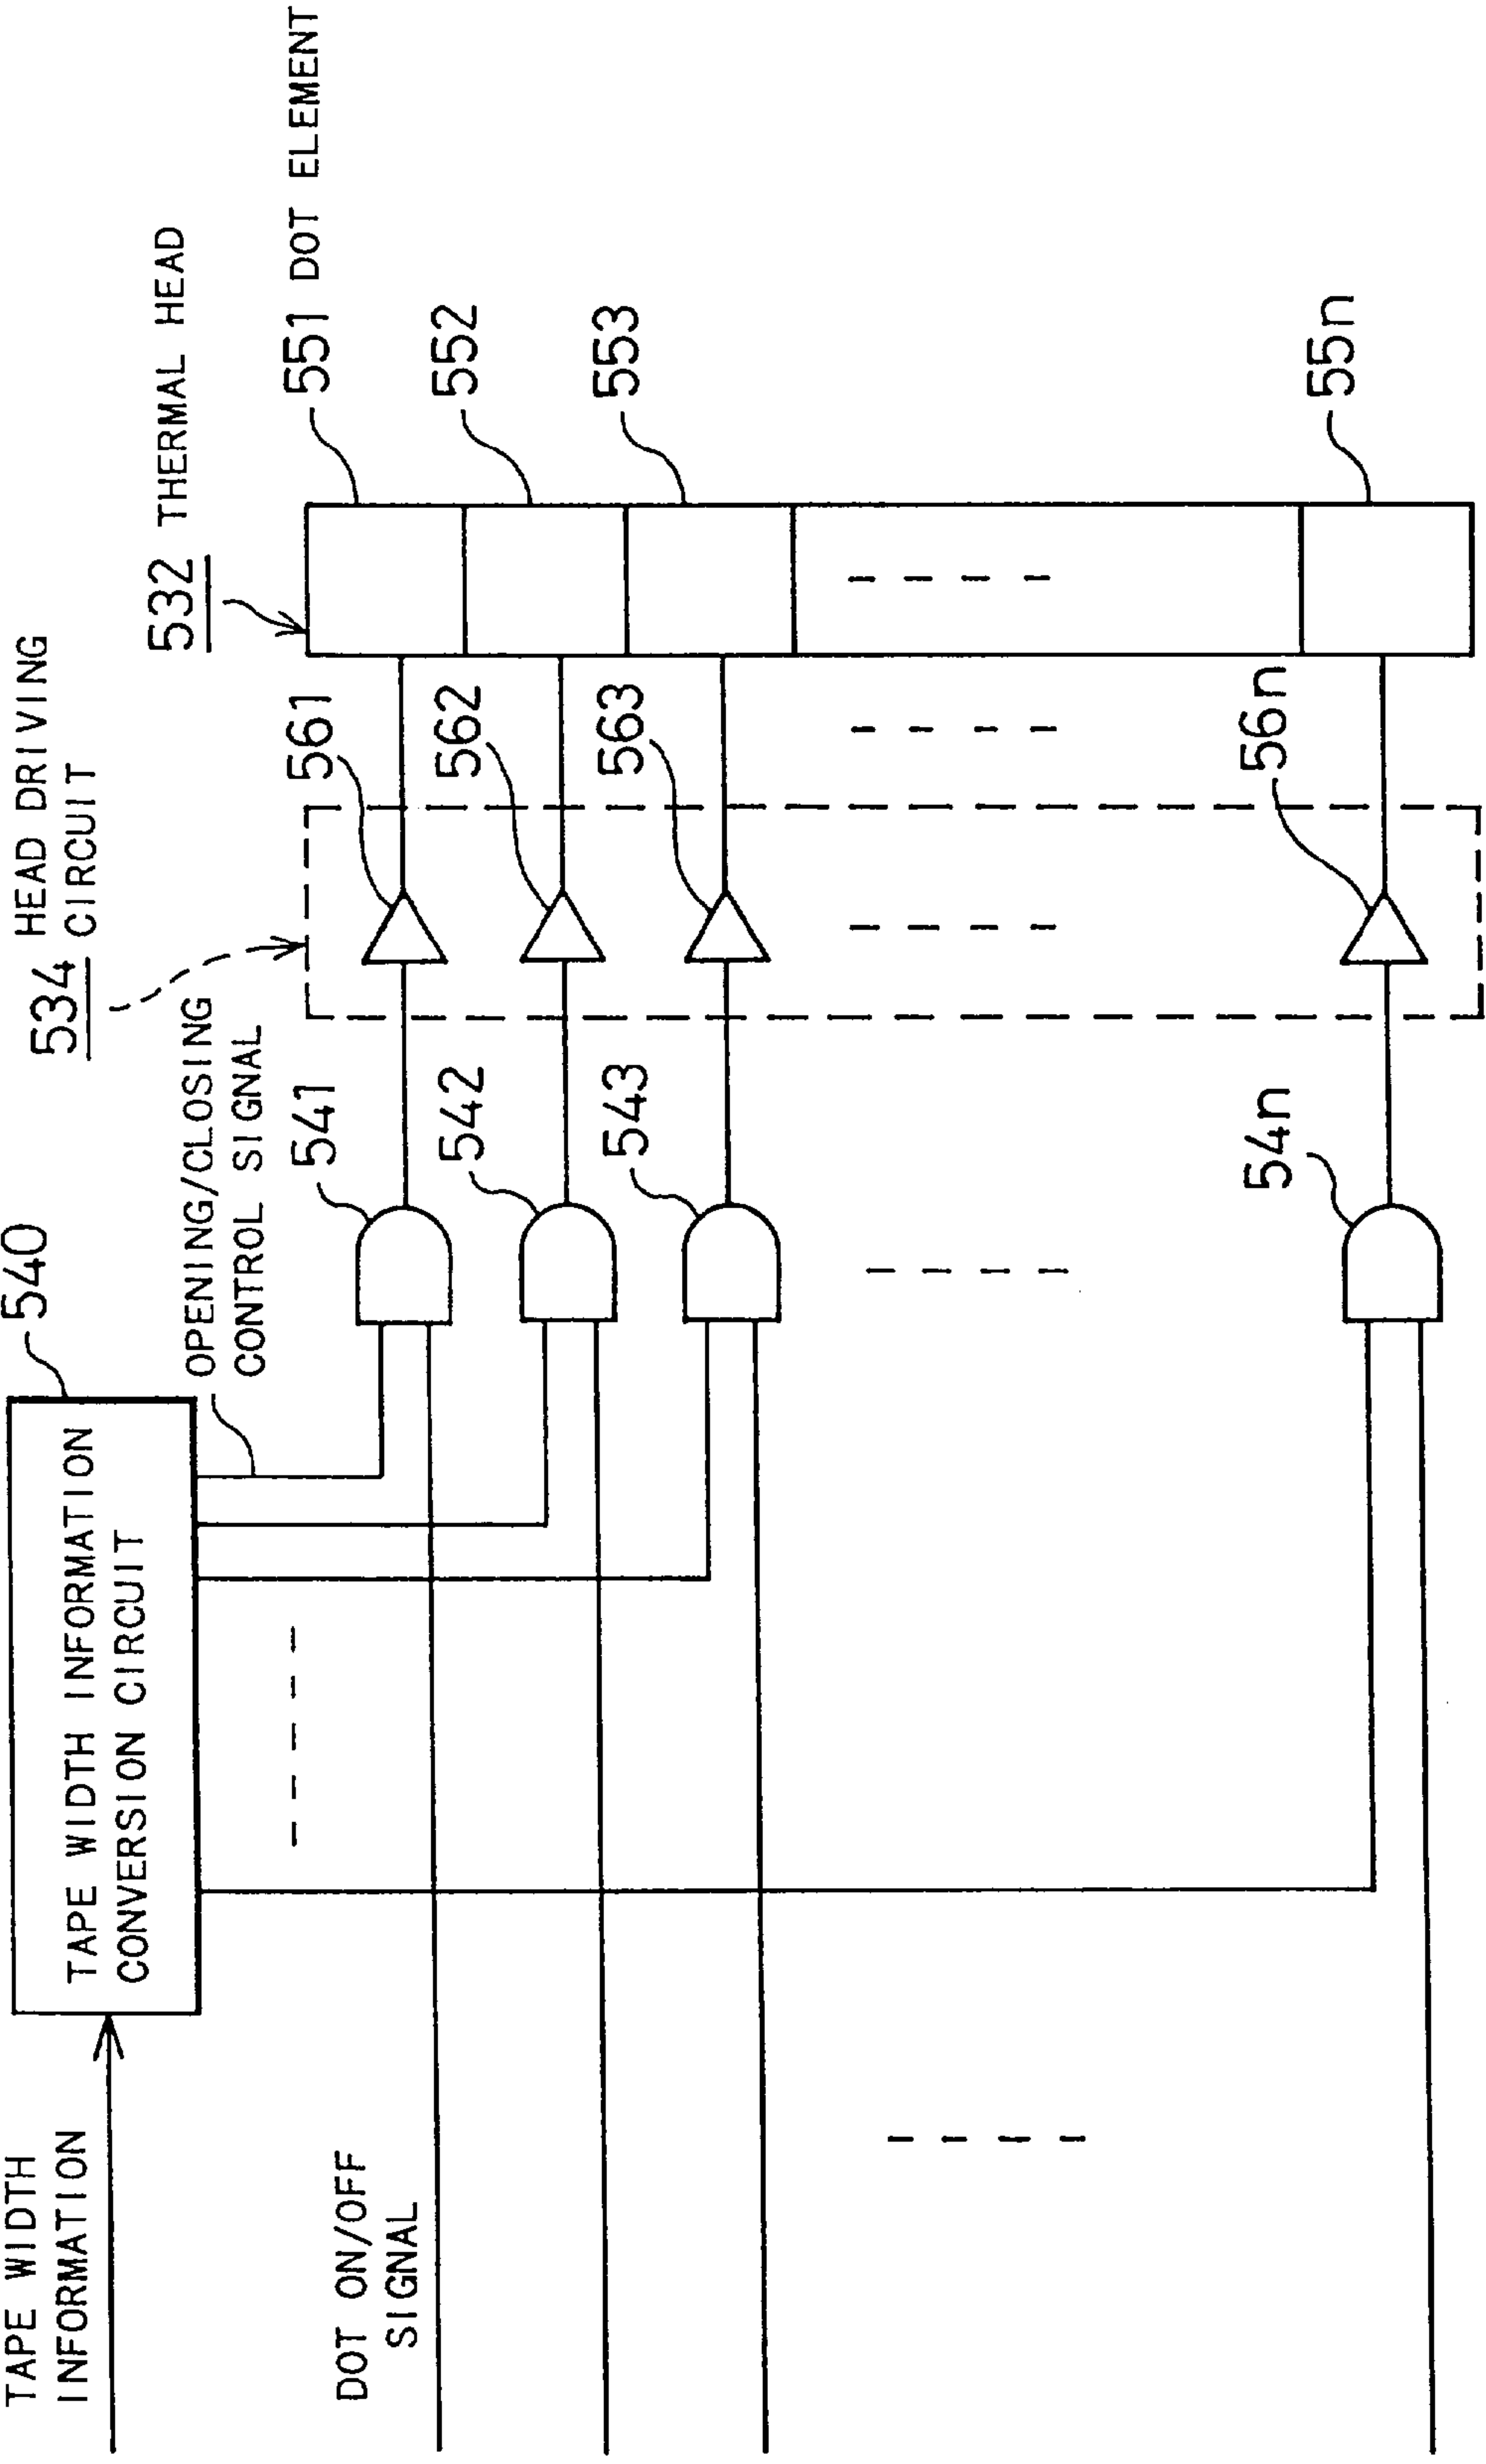 TAPE WIDTH
INFORMATION
TAPE WIDTH INFORMATION
CONVERSION CIRCUIT
540
OPENING/CLOSING
CONTROL SIGNAL
534 HEAD DRIVING
CIRCUIT
532 THERMAL HEAD
DOT ON/OFF
SIGNAL
541
561
551 DOT ELEMENT
542
562
552
543
563
553
54n
56n
55n